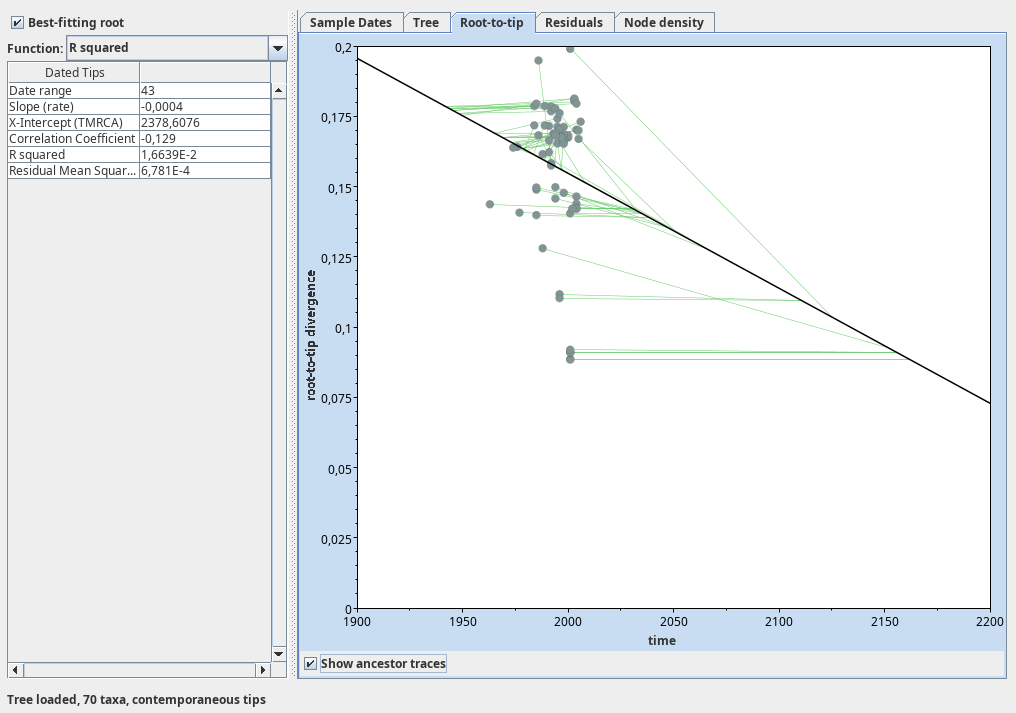 Best-fitting root
Function: R squared
Dated Tips
Date range 43
Slope (rate) -0,0004
X-Intercept (TMRCA) 2378,6076
Correlation Coefficient -0,129
R squared 1,6639E-2
Residual Mean Squar... 6,781E-4
Sample Dates Tree Root-to-tip Residuals Node density
0,2
0,175
0,15
0,125
0,1
0,075
0,05
0,025
0
root-to-tip divergence
1900 1950 2000 2050 2100 2150 2200
time
Show ancestor traces
Tree loaded, 70 taxa, contemporaneous tips